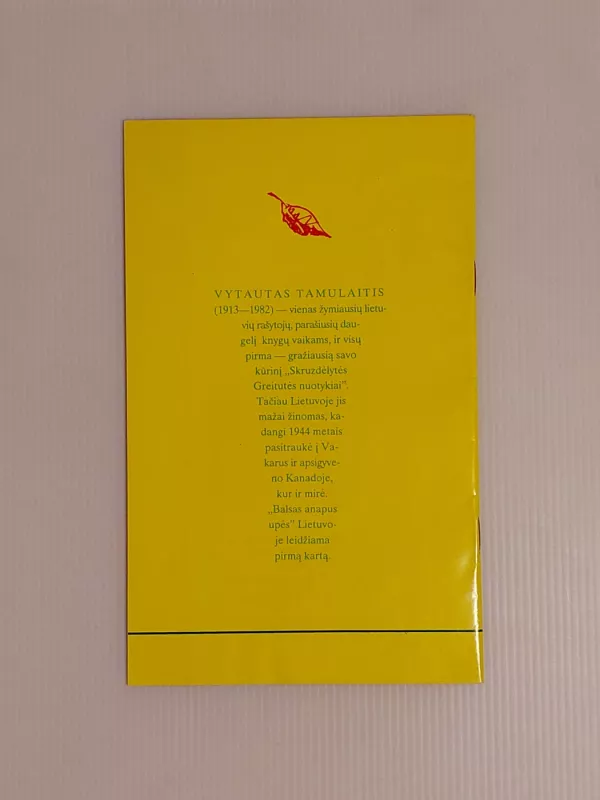 VYTAUTAS TAMULAITIS
(1913—1982) — vienas žymiausių lietu-
vių rašytojų, parašiusių dau-
gelį knygų vaikams, ir visų
pirma — gražiausią savo
kūrinį „Skruzdėlytės
Greitutės nuotykiai”.
Tačiau Lietuvoje jis
mažai žinomas, ka-
dangi 1944 metais
pasitraukė į Va-
karus ir apsigyve-
no Kanadoje,
kur ir mirė.
„Balsas anapus
upės” Lietuvo-
je leidžiama
pirmą kartą.